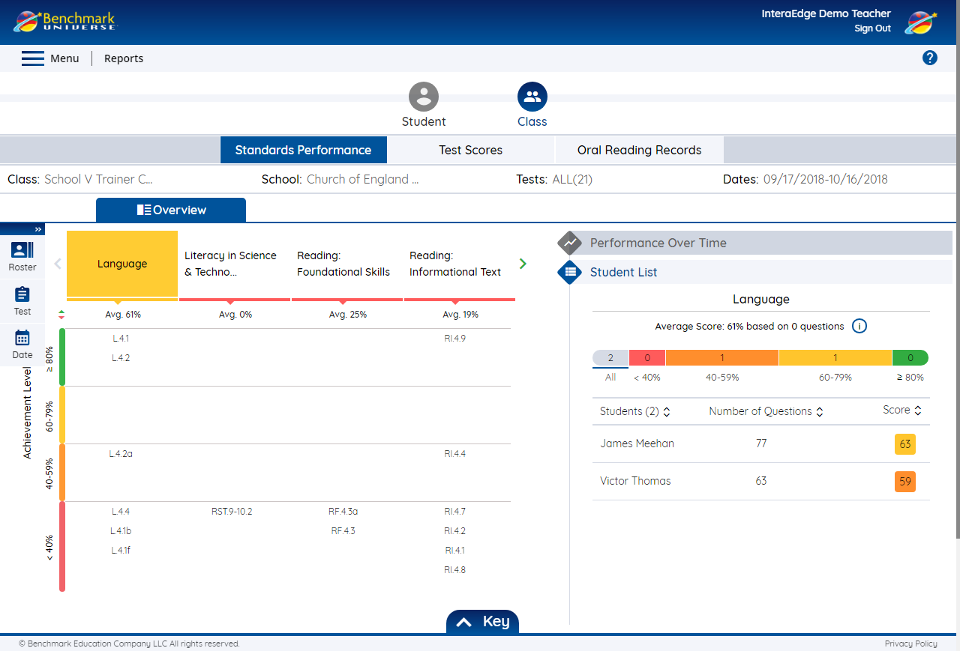 Benchmark
UNIVERSE
InteraEdge Demo Teacher
Sign Out
Menu
Reports
?
Student
Class
Standards Performance
Test Scores
Oral Reading Records
Class: School V Trainer C...
School: Church of England ...
Tests: ALL(21)
Dates: 09/17/2018-10/16/2018
Overview
»
Roster
Test
Date
Achievement Level
≥ 80%
60-79%
40-59%
< 40%
Language
Literacy in Science
& Techno...
Reading:
Foundational Skills
Reading:
Informational Text
Avg. 61%
Avg. 0%
Avg. 25%
Avg. 19%
L.4.1
RI.4.9
L.4.2
L.4.2a
RI.4.4
L.4.4
RST.9-10.2
RF.4.3a
RI.4.7
L.4.1b
RF.4.3
RI.4.2
L.4.1f
RI.4.1
RI.4.8
Performance Over Time
Student List
Language
Average Score: 61% based on 0 questions
i
2
0
1
1
0
All
< 40%
40-59%
60-79%
≥ 80%
Students (2)
Number of Questions
Score
James Meehan
77
63
Victor Thomas
63
59
Key
© Benchmark Education Company LLC All rights reserved.
Privacy Policy